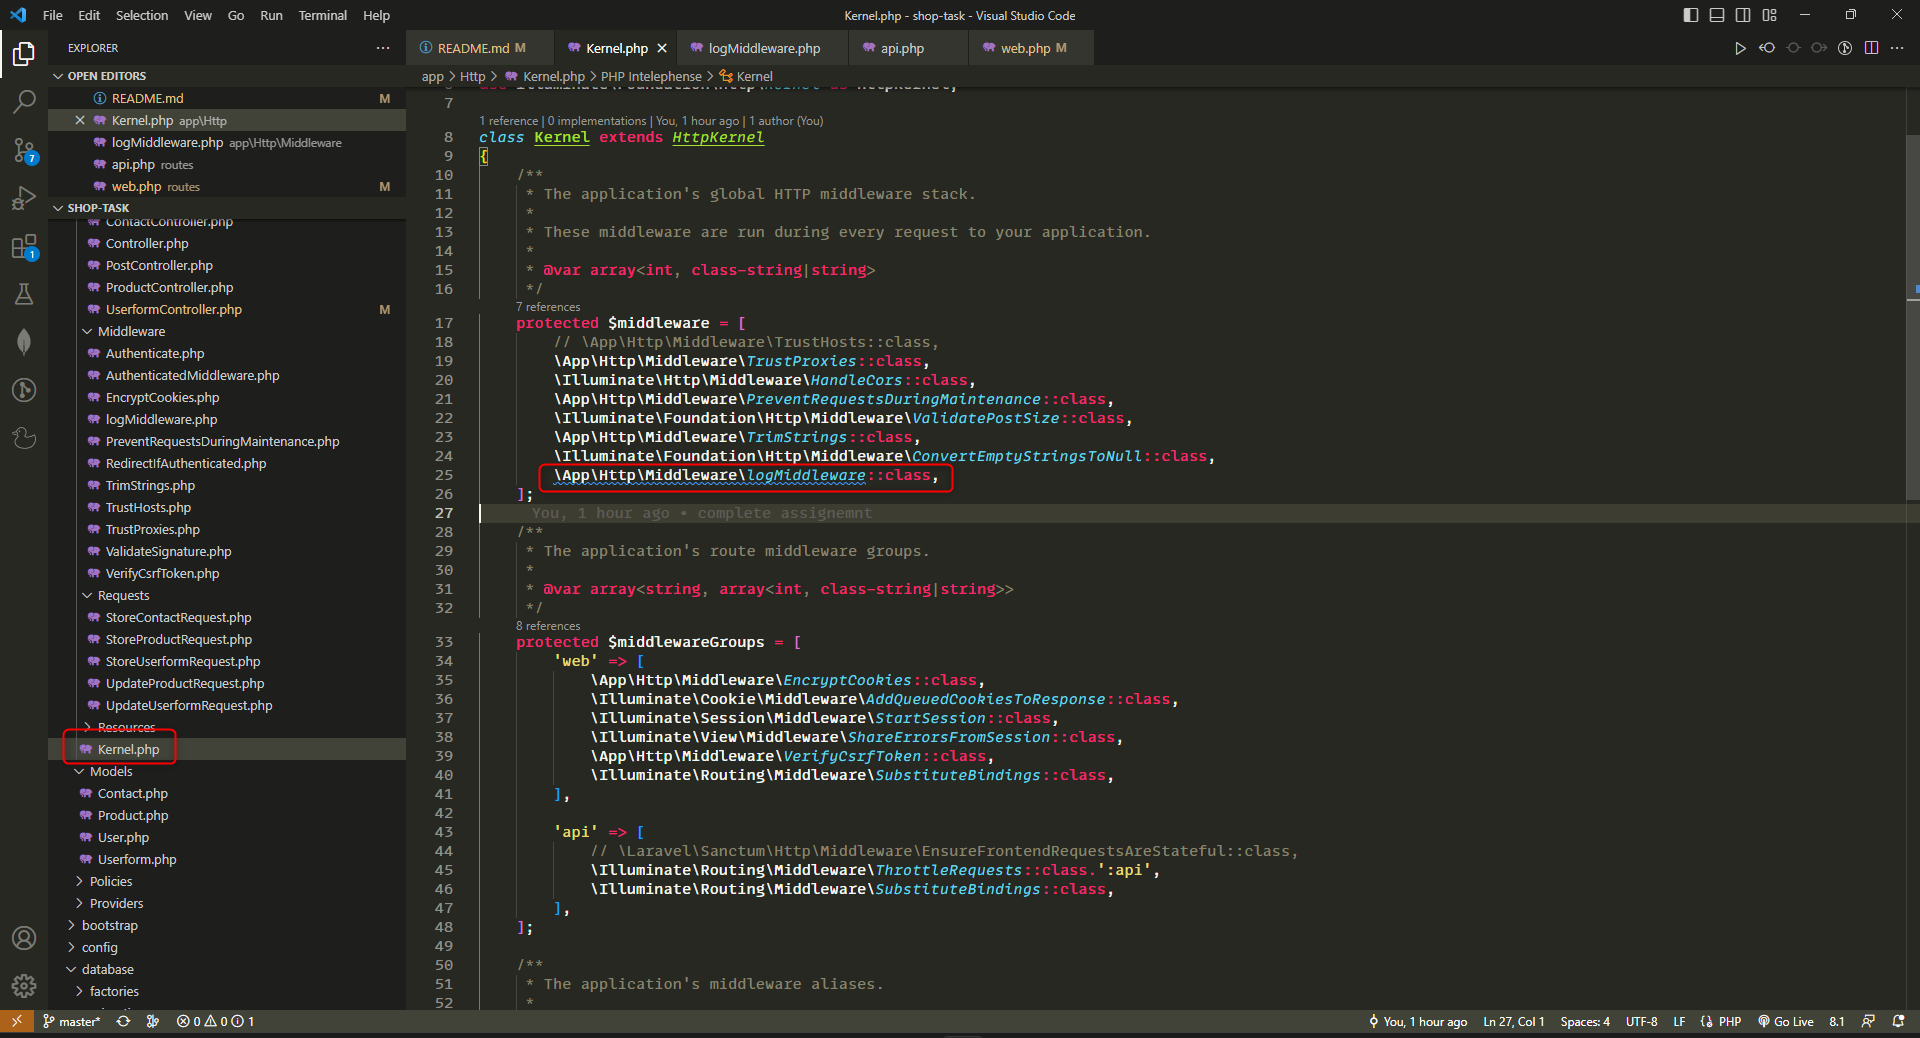 File Edit Selection View Go Run Terminal Help
Kernel.php - shop-task - Visual Studio Code
EXPLORER
OPEN EDITORS
README.md M
Kernel.php app\Http
logMiddleware.php app\Http\Middleware
api.php routes
web.php routes M
SHOP-TASK
ContactController.php
Controller.php
PostController.php
ProductController.php
UserformController.php M
Middleware
Authenticate.php
AuthenticatedMiddleware.php
EncryptCookies.php
logMiddleware.php
PreventRequestsDuringMaintenance.php
RedirectIfAuthenticated.php
TrimStrings.php
TrustHosts.php
TrustProxies.php
ValidateSignature.php
VerifyCsrfToken.php
Requests
StoreContactRequest.php
StoreProductRequest.php
StoreUserformRequest.php
UpdateProductRequest.php
UpdateUserformRequest.php
Resources
Kernel.php
Models
Contact.php
Product.php
User.php
Userform.php
Policies
Providers
bootstrap
config
database
factories
7
1
README.md M Kernel.php logMiddleware.php api.php web.php M
app > Http > Kernel.php > PHP Intelephense > Kernel
7
1 reference | 0 implementations | You, 1 hour ago | 1 author (You)
8 class Kernel extends HttpKernel
9 {
10 /**
11 * The application's global HTTP middleware stack.
12 *
13 * These middleware are run during every request to your application.
14 *
15 * @var array<int, class-string|string>
16 */
7 references
17 protected $middleware = [
18 // \App\Http\Middleware\TrustHosts::class,
19 \App\Http\Middleware\TrustProxies::class,
20 \Illuminate\Http\Middleware\HandleCors::class,
21 \App\Http\Middleware\PreventRequestsDuringMaintenance::class,
22 \Illuminate\Foundation\Http\Middleware\ValidatePostSize::class,
23 \App\Http\Middleware\TrimStrings::class,
24 \Illuminate\Foundation\Http\Middleware\ConvertEmptyStringsToNull::class,
25 \App\Http\Middleware\logMiddleware::class,
26 ];
27 You, 1 hour ago • complete assignemnt
28 /**
29 * The application's route middleware groups.
30 *
31 * @var array<string, array<int, class-string|string>>
32 */
8 references
33 protected $middlewareGroups = [
34 'web' => [
35 \App\Http\Middleware\EncryptCookies::class,
36 \Illuminate\Cookie\Middleware\AddQueuedCookiesToResponse::class,
37 \Illuminate\Session\Middleware\StartSession::class,
38 \Illuminate\View\Middleware\ShareErrorsFromSession::class,
39 \App\Http\Middleware\VerifyCsrfToken::class,
40 \Illuminate\Routing\Middleware\SubstituteBindings::class,
41 ],
42
43 'api' => [
44 // \Laravel\Sanctum\Http\Middleware\EnsureFrontendRequestsAreStateful::class,
45 \Illuminate\Routing\Middleware\ThrottleRequests::class.':api',
46 \Illuminate\Routing\Middleware\SubstituteBindings::class,
47 ],
48 ];
49
50 /**
51 * The application's middleware aliases.
52 *
master* 0 0 1
You, 1 hour ago Ln 27, Col 1 Spaces: 4 UTF-8 LF PHP Go Live 8.1